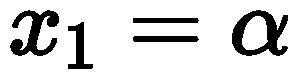 x₁ = α